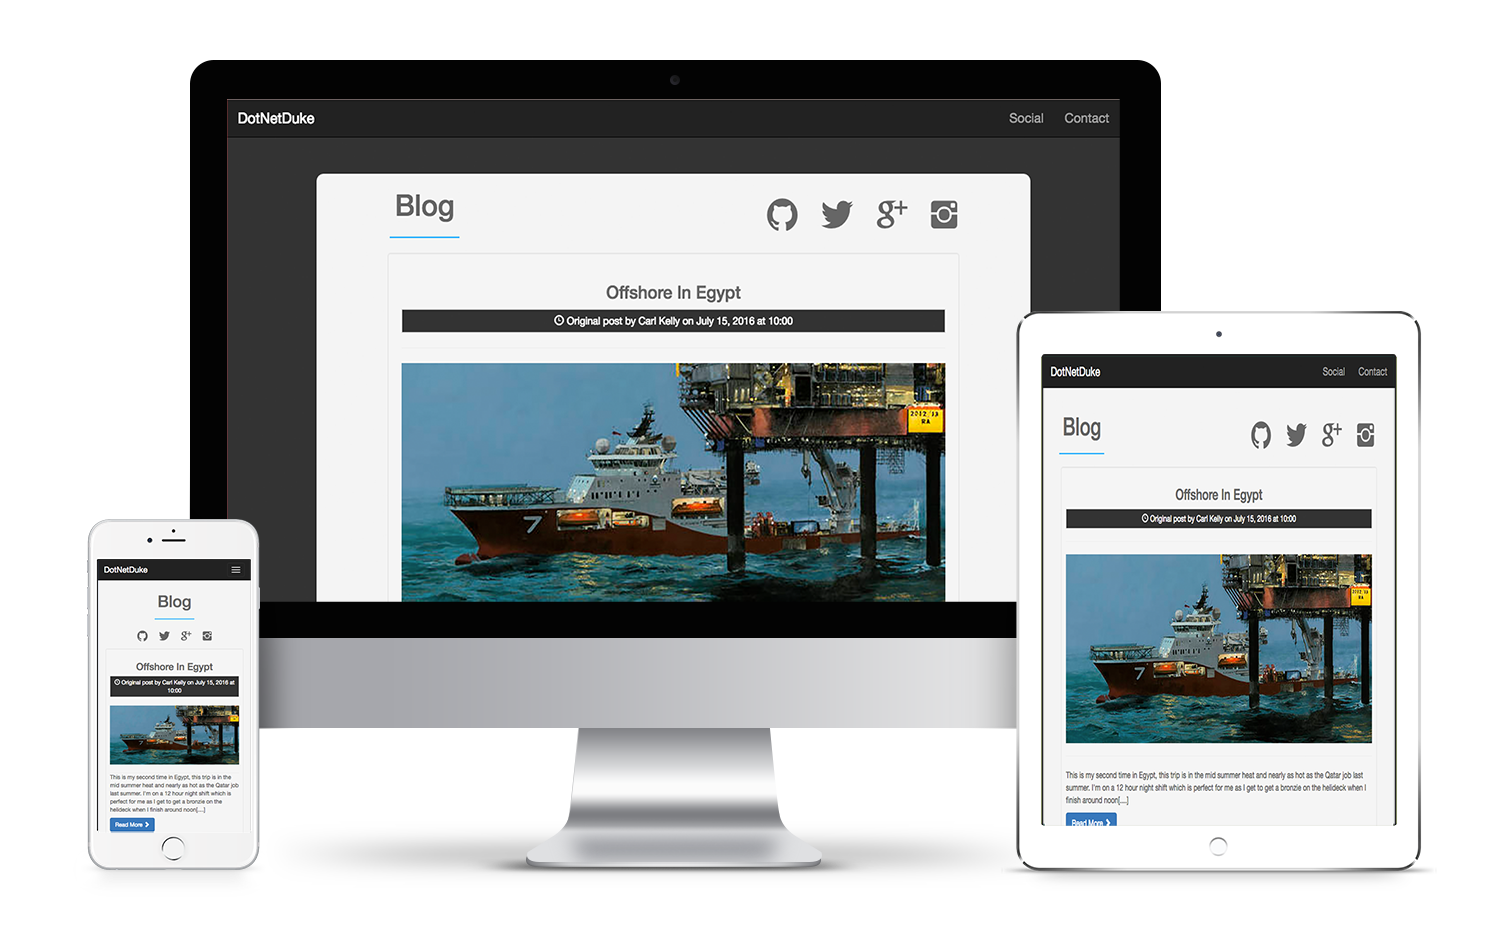 DotNetDuke Social Contact
Blog
Offshore In Egypt
Original post by Carl Kelly on July 15, 2016 at 10:00
2012/13
RA
7
DotNetDuke Social Contact
Blog
Offshore In Egypt
Original post by Carl Kelly on July 15, 2016 at 10:00
RA
7
This is my second time in Egypt, this trip is in the mid summer heat and nearly as hot as the Qatar job last
summer. I'm on a 12 hour night shift which is perfect for me as I get to get a bronzie on the helideck when I
finish around noon[....]
Read More
DotNetDuke
Blog
Offshore In Egypt
Original post by Carl Kelly on July 15, 2016 at
10:00
7
This is my second time in Egypt, this trip is in the
mid summer heat and nearly as hot as the Qatar job
last summer. I'm on a 12 hour night shift which is
perfect for me as I get to get a bronzie on the
helideck when I finish around noon[....]
Read More